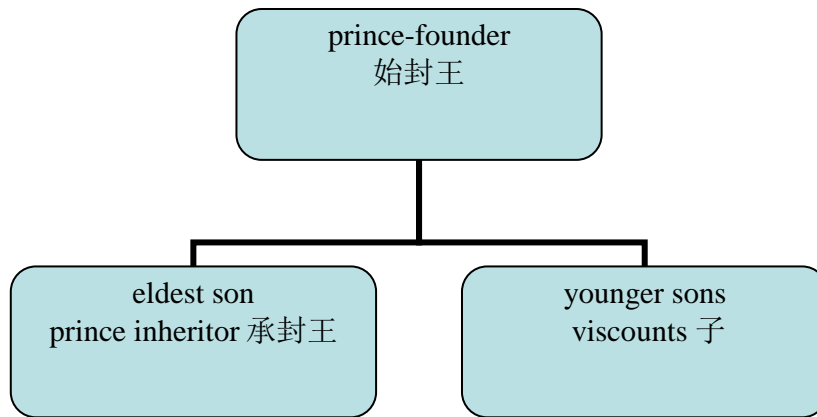 prince-founder
始封王
eldest son
prince inheritor 承封王
younger sons
viscounts 子